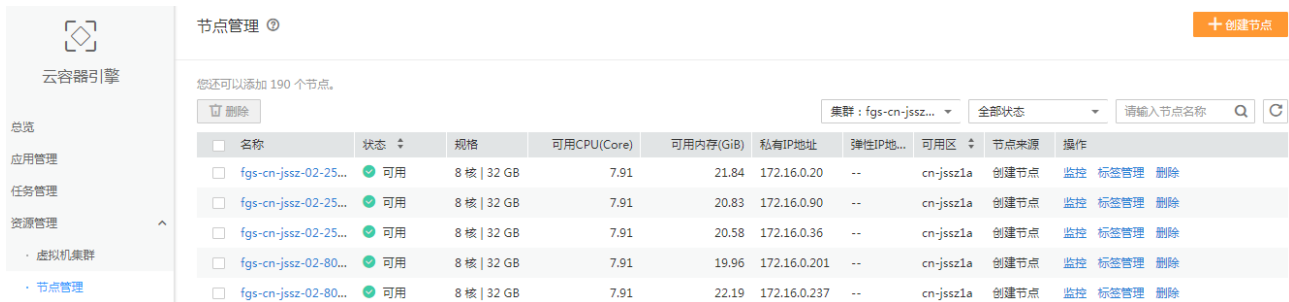 云容器引擎
总览
应用管理
任务管理
资源管理
· 虚拟机集群
· 节点管理
节点管理
创建节点
您还可以添加 190 个节点。
删除
集群：fgs-cn-jssz... 全部状态 请输入节点名称
名称 状态 规格 可用CPU(Core) 可用内存(GiB) 私有IP地址 弹性IP地... 可用区 节点来源 操作
fgs-cn-jssz-02-25... 可用 8 核 | 32 GB 7.91 21.84 172.16.0.20 -- cn-jssz1a 创建节点 监控 标签管理 删除
fgs-cn-jssz-02-25... 可用 8 核 | 32 GB 7.91 20.83 172.16.0.90 -- cn-jssz1a 创建节点 监控 标签管理 删除
fgs-cn-jssz-02-25... 可用 8 核 | 32 GB 7.91 20.58 172.16.0.36 -- cn-jssz1a 创建节点 监控 标签管理 删除
fgs-cn-jssz-02-80... 可用 8 核 | 32 GB 7.91 19.96 172.16.0.201 -- cn-jssz1a 创建节点 监控 标签管理 删除
fgs-cn-jssz-02-80... 可用 8 核 | 32 GB 7.91 22.19 172.16.0.237 -- cn-jssz1a 创建节点 监控 标签管理 删除